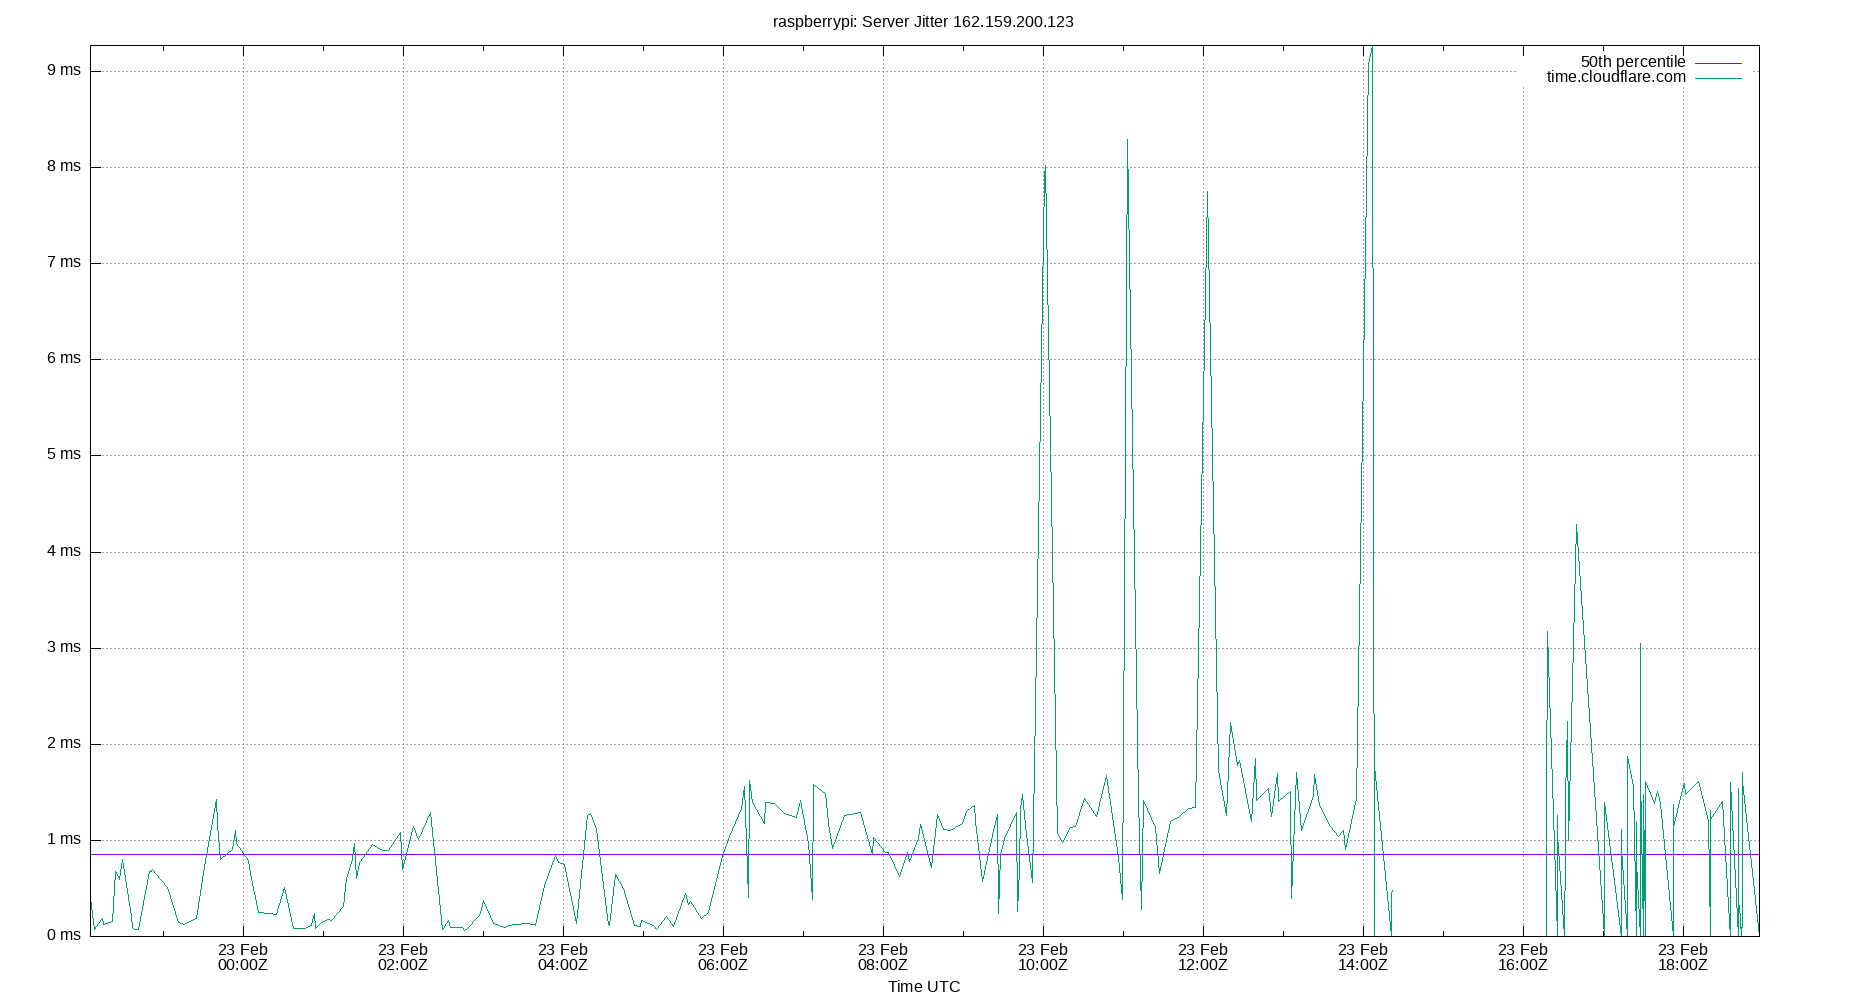 raspberrypi: Server Jitter 162.159.200.123
9 ms
8 ms
7 ms
6 ms
5 ms
4 ms
3 ms
2 ms
1 ms
0 ms
50th percentile
time.cloudflare.com
23 Feb
00:00Z
23 Feb
02:00Z
23 Feb
04:00Z
23 Feb
06:00Z
23 Feb
08:00Z
23 Feb
10:00Z
23 Feb
12:00Z
23 Feb
14:00Z
23 Feb
16:00Z
23 Feb
18:00Z
Time UTC